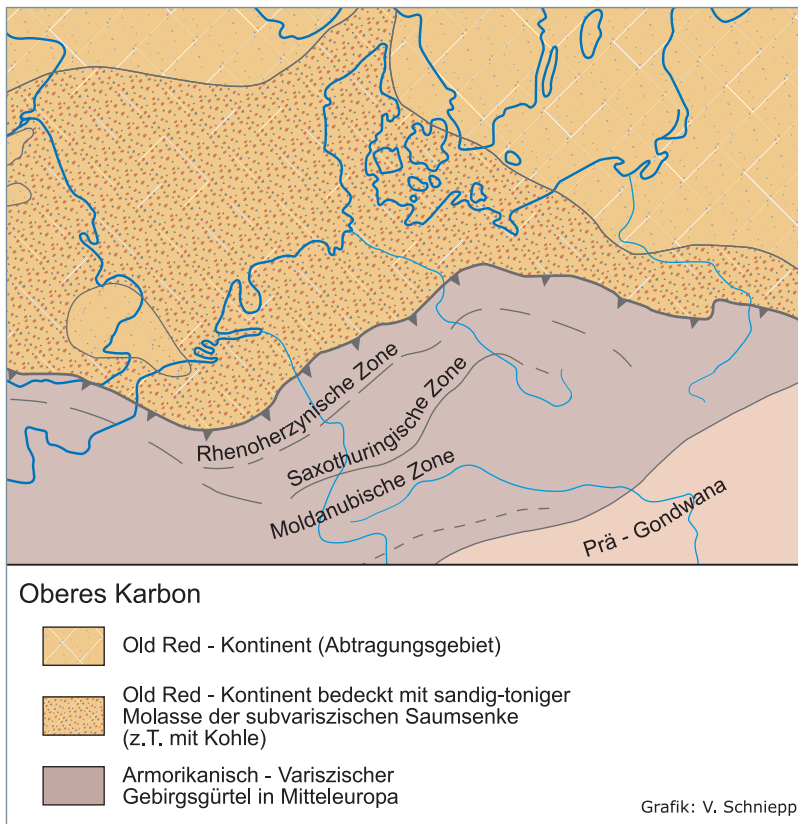 Rhenoherzynische Zone
Saxothuringische Zone
Moldanubische Zone
Prä - Gondwana
Oberes Karbon
Old Red - Kontinent (Abtragungsgebiet)
Old Red - Kontinent bedeckt mit sandig-toniger
Molasse der subvariszischen Saumsenke
(z.T. mit Kohle)
Armorikanisch - Variszischer
Gebirgsgürtel in Mitteleuropa
Grafik: V. Schniepp